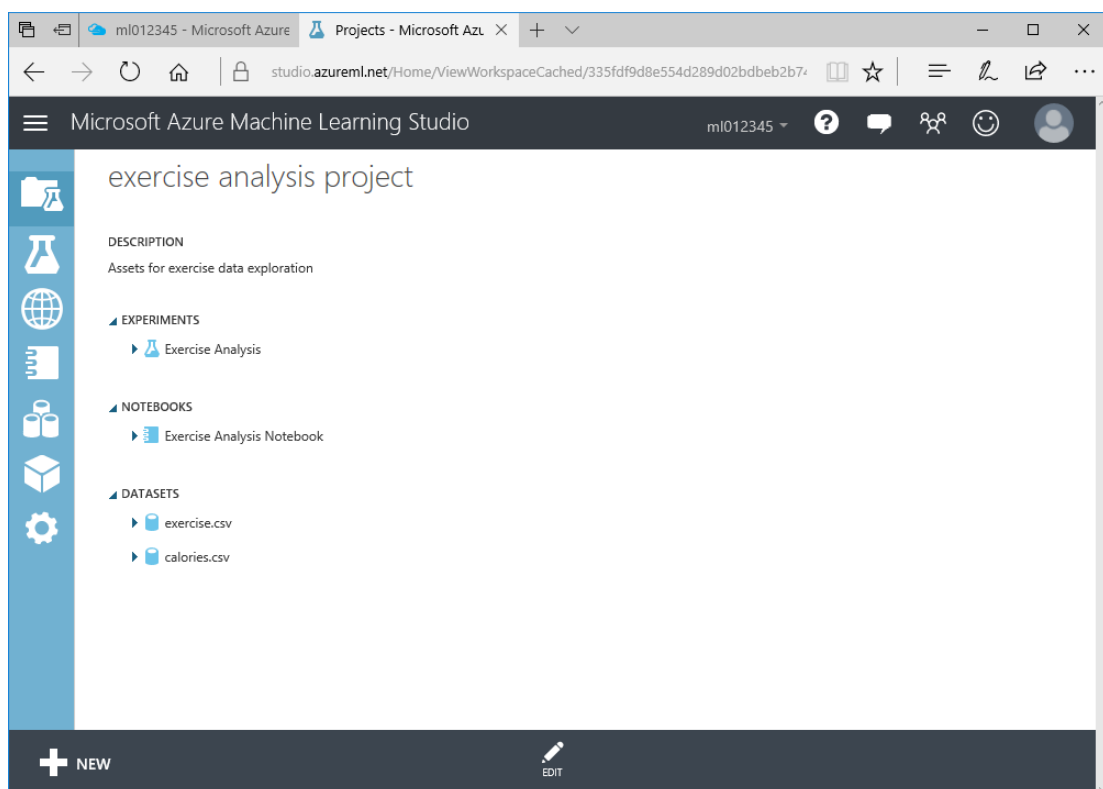 ml012345 - Microsoft Azure
Projects - Microsoft Azu
studio.azureml.net/Home/ViewWorkspaceCached/335fdf9d8e554d289d02bdbeb2b74
Microsoft Azure Machine Learning Studio
ml012345
?
exercise analysis project
DESCRIPTION
Assets for exercise data exploration
EXPERIMENTS
Exercise Analysis
NOTEBOOKS
Exercise Analysis Notebook
DATASETS
exercise.csv
calories.csv
NEW
EDIT